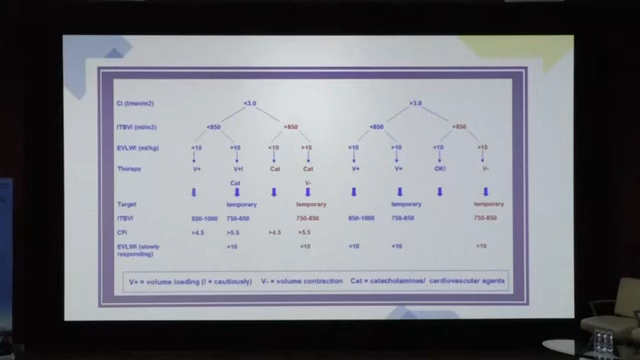 CI (l/min/m2) <3.0 >3.0
ITBVI (ml/m2) <850 >850 <850 >850
EVLWI (ml/kg) <10 >10 <10 >10 <10 >10 <10 >10
Therapy V+ V+! Cat Cat V+ V+ OK! V-
Cat V-
Target temporary temporary temporary temporary
ITBVI 850-1000 750-850 750-850 850-1000 750-850 750-850
CFI >4.5 >5.5 >4.5 >5.5
EVLWI (slowly <10 <10 <10 <10 <10
responding)
V+ = volume loading (! = cautiously) V- = volume contraction Cat = catecholamines/ cardiovascular agents